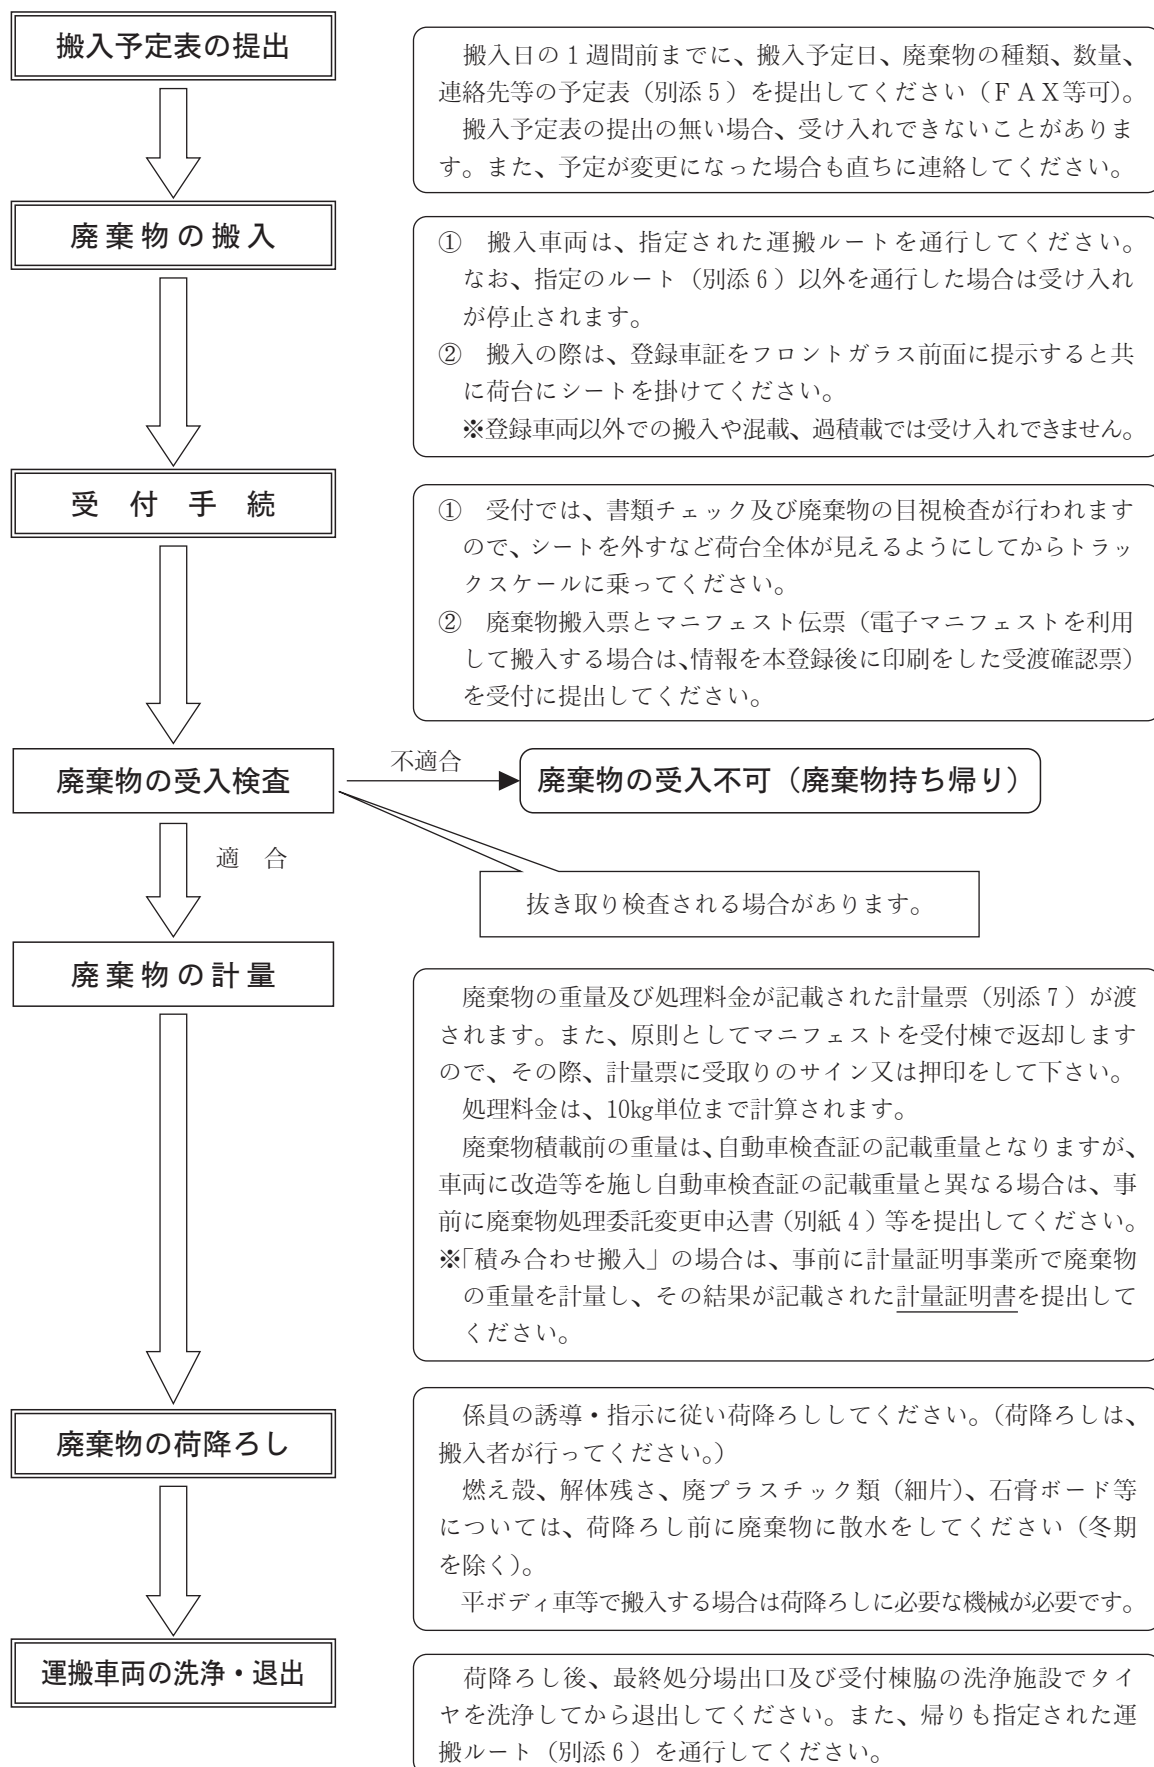 搬入予定表の提出
搬入日の１週間前までに、搬入予定日、廃棄物の種類、数量、
連絡先等の予定表（別添５）を提出してください（ＦＡＸ等可）。
搬入予定表の提出の無い場合、受け入れできないことがありま
す。また、予定が変更になった場合も直ちに連絡してください。
廃棄物の搬入
①　搬入車両は、指定された運搬ルートを通行してください。
なお、指定のルート（別添６）以外を通行した場合は受け入れ
が停止されます。
②　搬入の際は、登録車証をフロントガラス前面に提示すると共
に荷台にシートを掛けてください。
※登録車両以外での搬入や混載、過積載では受け入れできません。
受　付　手　続
①　受付では、書類チェック及び廃棄物の目視検査が行われます
ので、シートを外すなど荷台全体が見えるようにしてからトラッ
クスケールに乗ってください。
②　廃棄物搬入票とマニフェスト伝票（電子マニフェストを利用
して搬入する場合は、情報を本登録後に印刷をした受渡確認票）
を受付に提出してください。
廃棄物の受入検査
不適合
廃棄物の受入不可（廃棄物持ち帰り）
適　合
抜き取り検査される場合があります。
廃棄物の計量
廃棄物の重量及び処理料金が記載された計量票（別添７）が渡
されます。また、原則としてマニフェストを受付棟で返却します
ので、その際、計量票に受取りのサイン又は押印をして下さい。
処理料金は、10kg単位まで計算されます。
廃棄物積載前の重量は、自動車検査証の記載重量となりますが、
車両に改造等を施し自動車検査証の記載重量と異なる場合は、事
前に廃棄物処理委託変更申込書（別紙４）等を提出してください。
※「積み合わせ搬入」の場合は、事前に計量証明事業所で廃棄物
の重量を計量し、その結果が記載された計量証明書を提出して
ください。
廃棄物の荷降ろし
係員の誘導・指示に従い荷降ろししてください。（荷降ろしは、
搬入者が行ってください。）
燃え殻、解体残さ、廃プラスチック類（細片）、石膏ボード等
については、荷降ろし前に廃棄物に散水をしてください（冬期
を除く）。
平ボディ車等で搬入する場合は荷降ろしに必要な機械が必要です。
運搬車両の洗浄・退出
荷降ろし後、最終処分場出口及び受付棟脇の洗浄施設でタイ
ヤを洗浄してから退出してください。また、帰りも指定された運
搬ルート（別添６）を通行してください。